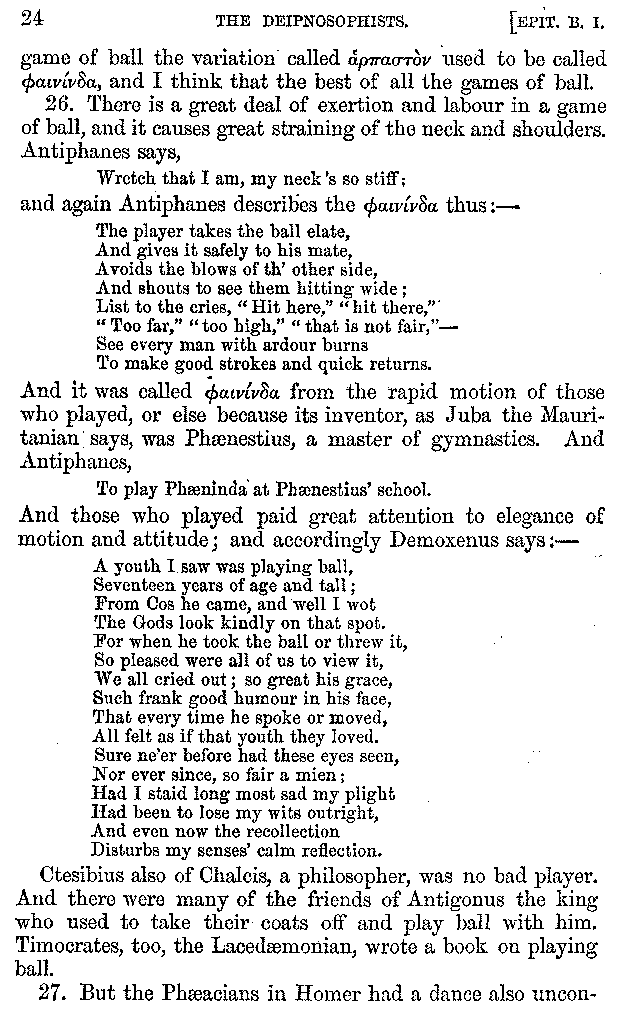 24 THE DEIPNOSOPHISTS. [EPIT. B. I.
game of ball the variation called ἁρπαστὸν used to be called
φαινίνδα, and I think that the best of all the games of ball.
26. There is a great deal of exertion and labour in a game
of ball, and it causes great straining of the neck and shoulders.
Antiphanes says,
Wretch that I am, my neck's so stiff;
and again Antiphanes describes the φαινίνδα thus:—
The player takes the ball elate,
And gives it safely to his mate,
Avoids the blows of th' other side,
And shouts to see them hitting wide;
List to the cries, "Hit here," "hit there,"
"Too far," "too high," "that is not fair,"—
See every man with ardour burns
To make good strokes and quick returns.
And it was called φαινίνδα from the rapid motion of those
who played, or else because its inventor, as Juba the Mauri-
tanian says, was Phænestius, a master of gymnastics. And
Antiphanes,
To play Phæninda at Phænestius' school.
And those who played paid great attention to elegance of
motion and attitude; and accordingly Demoxenus says:—
A youth I saw was playing ball,
Seventeen years of age and tall;
From Cos he came, and well I wot
The Gods look kindly on that spot.
For when he took the ball or threw it,
So pleased were all of us to view it,
We all cried out; so great his grace,
Such frank good humour in his face,
That every time he spoke or moved,
All felt as if that youth they loved.
Sure ne'er before had these eyes seen,
Nor ever since, so fair a mien;
Had I staid long most sad my plight
Had been to lose my wits outright,
And even now the recollection
Disturbs my senses' calm reflection.
Ctesibius also of Chalcis, a philosopher, was no bad player.
And there were many of the friends of Antigonus the king
who used to take their coats off and play ball with him.
Timocrates, too, the Lacedæmonian, wrote a book on playing
ball.
27. But the Phæacians in Homer had a dance also uncon-